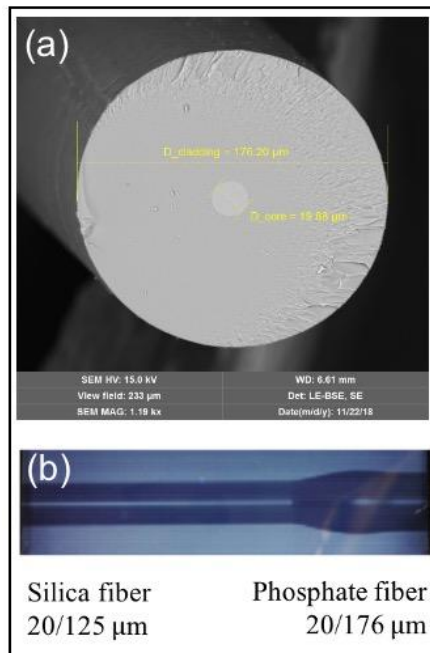 (a)
D_cladding = 176.20 µm
D_core = 19.88 µm
SEM HV: 15.0 kV
WD: 6.61 mm
View field: 233 µm
Det: LE-BSE, SE
SEM MAG: 1.19 kx
Date(m/d/y): 11/22/18
(b)
Silica fiber
20/125 µm
Phosphate fiber
20/176 µm